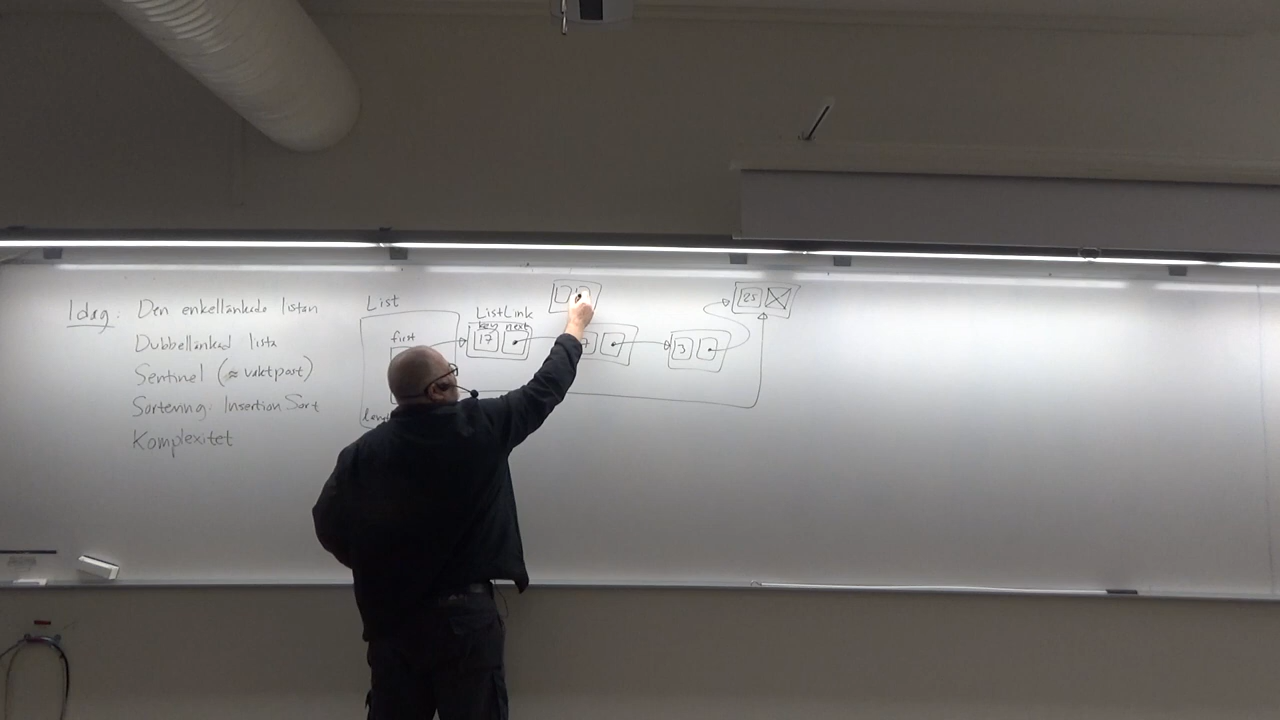 Idag: Den enkellänkade listan
Dubbellänkad lista
Sentinel (≈ vaktpost)
Sortering: Insertion Sort
Komplexitet
List
first
ListLink
key next
17
7
3
25